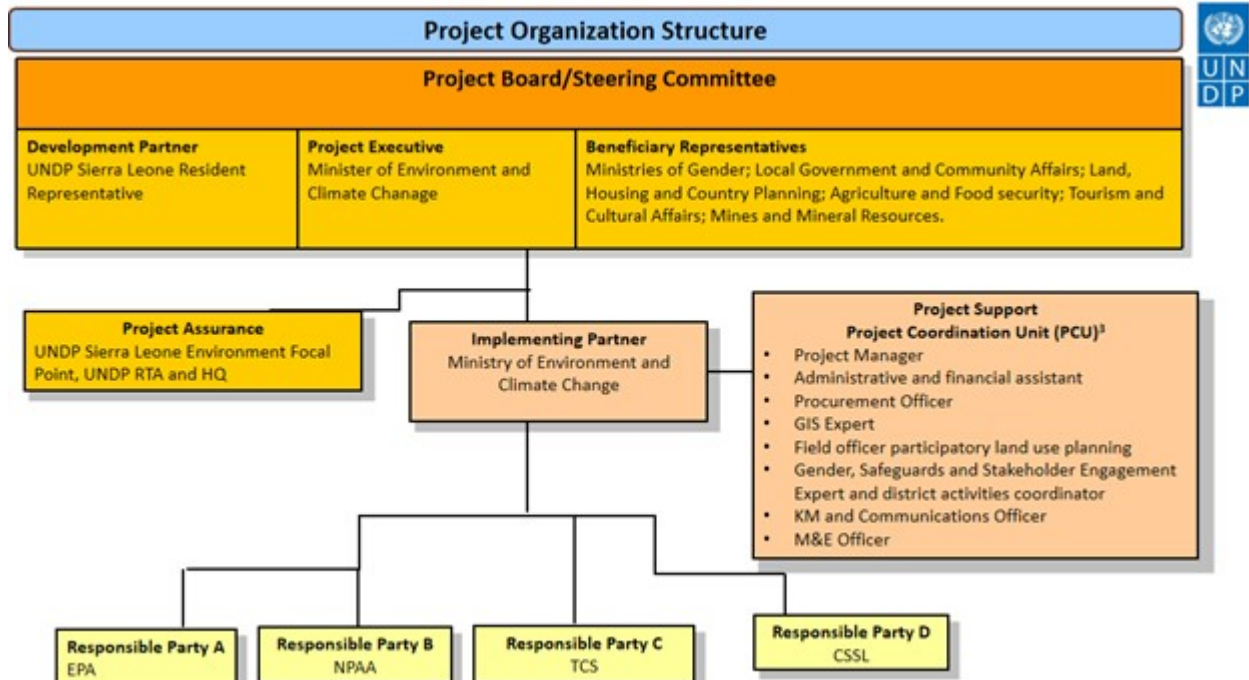 Project Organization Structure
U N
D P
Project Board/Steering Committee
Development Partner
UNDP Sierra Leone Resident
Representative
Project Executive
Minister of Environment and
Climate Chanage
Beneficiary Representatives
Ministries of Gender; Local Government and Community Affairs; Land,
Housing and Country Planning; Agriculture and Food security; Tourism and
Cultural Affairs; Mines and Mineral Resources.
Project Assurance
UNDP Sierra Leone Environment Focal
Point, UNDP RTA and HQ
Implementing Partner
Ministry of Environment and
Climate Change
Project Support
Project Coordination Unit (PCU)³
• Project Manager
• Administrative and financial assistant
• Procurement Officer
• GIS Expert
• Field officer participatory land use planning
• Gender, Safeguards and Stakeholder Engagement
Expert and district activities coordinator
• KM and Communications Officer
• M&E Officer
Responsible Party A
EPA
Responsible Party B
NPAA
Responsible Party C
TCS
Responsible Party D
CSSL